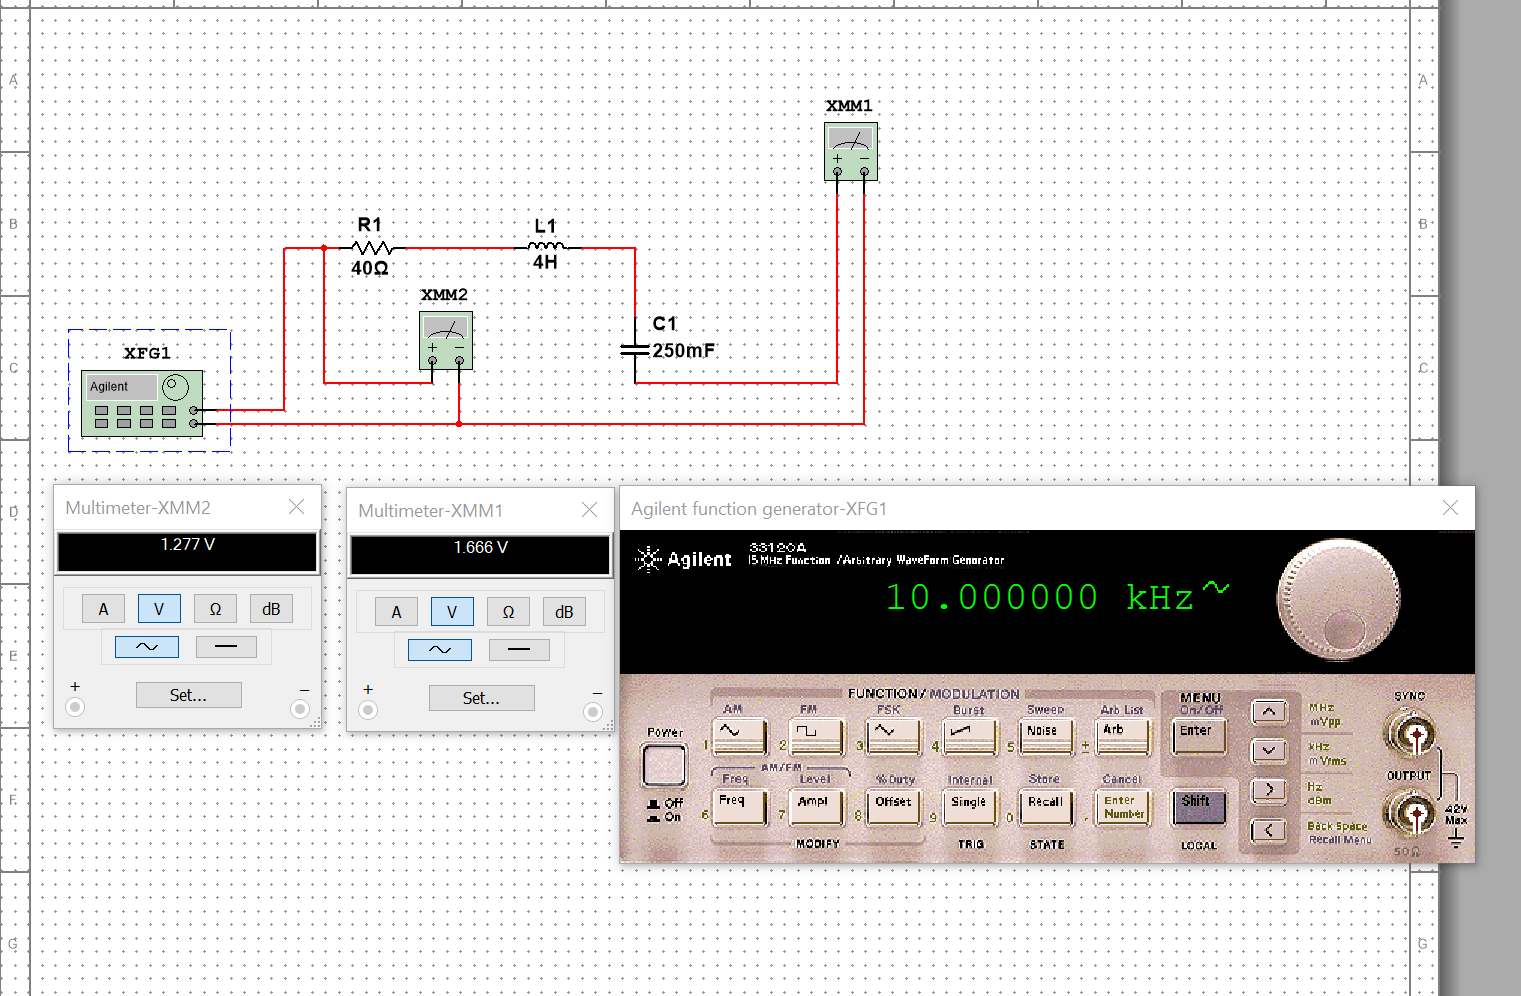 A
A
XMM1
+ −
B
R1
L1
B
40Ω
4H
XMM2
+ −
C1
XFG1
250mF
C
C
Agilent
D
Multimeter-XMM2
Multimeter-XMM1
Agilent function generator-XFG1
1.277 V
1.666 V
Agilent
33120A
15 MHz Function / Arbitrary WaveForm Generator
10.000000 kHz~
A V Ω dB
A V Ω dB
E
E
+ −
Set...
+ −
Set...
FUNCTION / MODULATION
AM FM FSK Burst Sweep Arb List
1 2 3 4 5 ±
Noise
Arb
MENU
On/Off
Enter
MHz
mVpp
kHz
mVrms
Hz
dBm
Back Space
Recall Menu
SYNC
OUTPUT
42V
Max
50Ω
Power
Off
On
AM/FM
Freq Level % Duty Internal Store Cancel
6 7 8 9 0 .
Freq
Ampl
Offset
Single
Recall
Enter
Number
Shift
MODIFY
TRIG
STATE
LOCAL
F
F
G
G